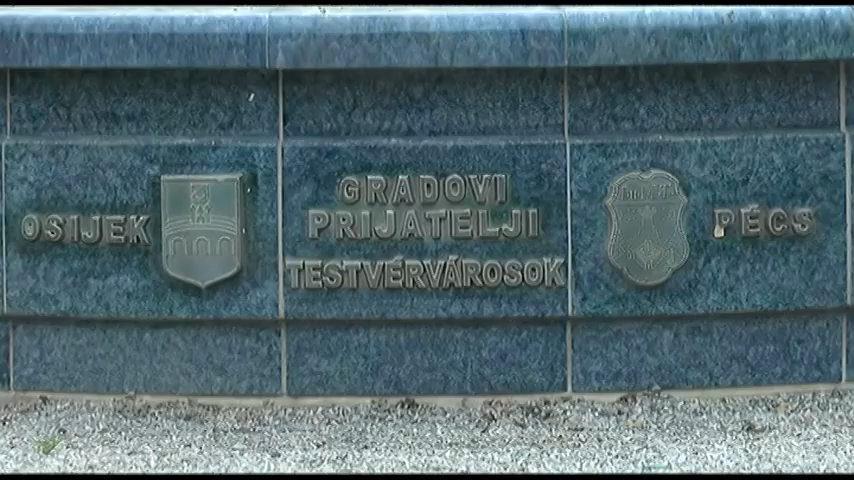 OSIJEK
GRADOVI
PRIJATELJI
TESTVÉRVÁROSOK
PÉCS